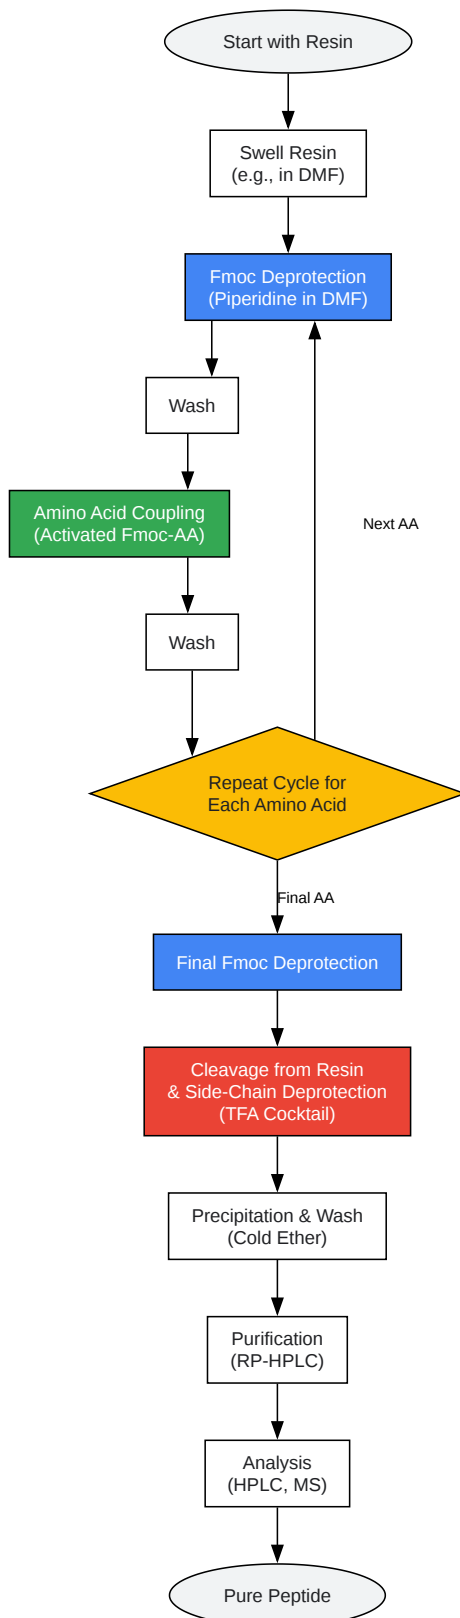 Start with Resin
Swell Resin
(e.g., in DMF)
Fmoc Deprotection
(Piperidine in DMF)
Wash
Amino Acid Coupling
(Activated Fmoc-AA)
Next AA
Wash
Repeat Cycle for
Each Amino Acid
Final AA
Final Fmoc Deprotection
Cleavage from Resin
& Side-Chain Deprotection
(TFA Cocktail)
Precipitation & Wash
(Cold Ether)
Purification
(RP-HPLC)
Analysis
(HPLC, MS)
Pure Peptide